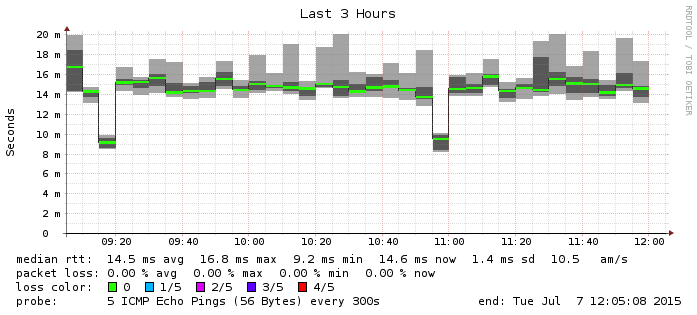 Last 3 Hours
RRDTOOL / TOBI OETIKER
Seconds
20 m
18 m
16 m
14 m
12 m
10 m
8 m
6 m
4 m
2 m
0
09:20 09:40 10:00 10:20 10:40 11:00 11:20 11:40 12:00
median rtt: 14.5 ms avg 16.8 ms max 9.2 ms min 14.6 ms now 1.4 ms sd 10.5 am/s
packet loss: 0.00 % avg 0.00 % max 0.00 % min 0.00 % now
loss color: 0 1/5 2/5 3/5 4/5
probe: 5 ICMP Echo Pings (56 Bytes) every 300s end: Tue Jul 7 12:05:08 2015